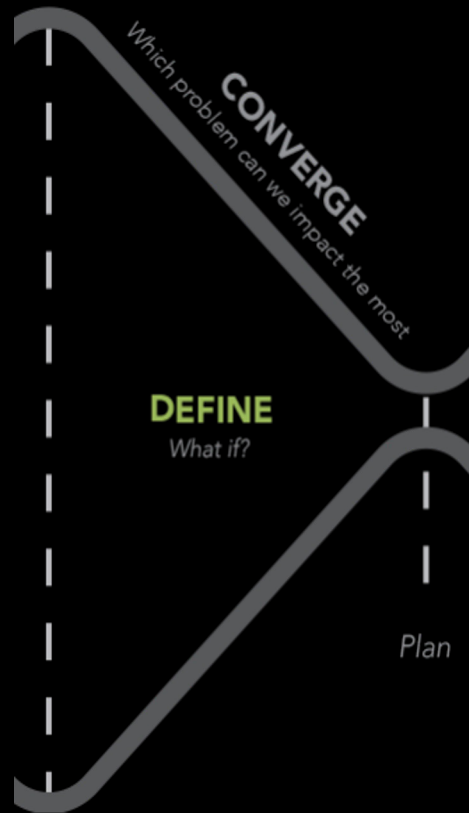 CONVERGE
Which problem can we impact the most
DEFINE
What if?
Plan